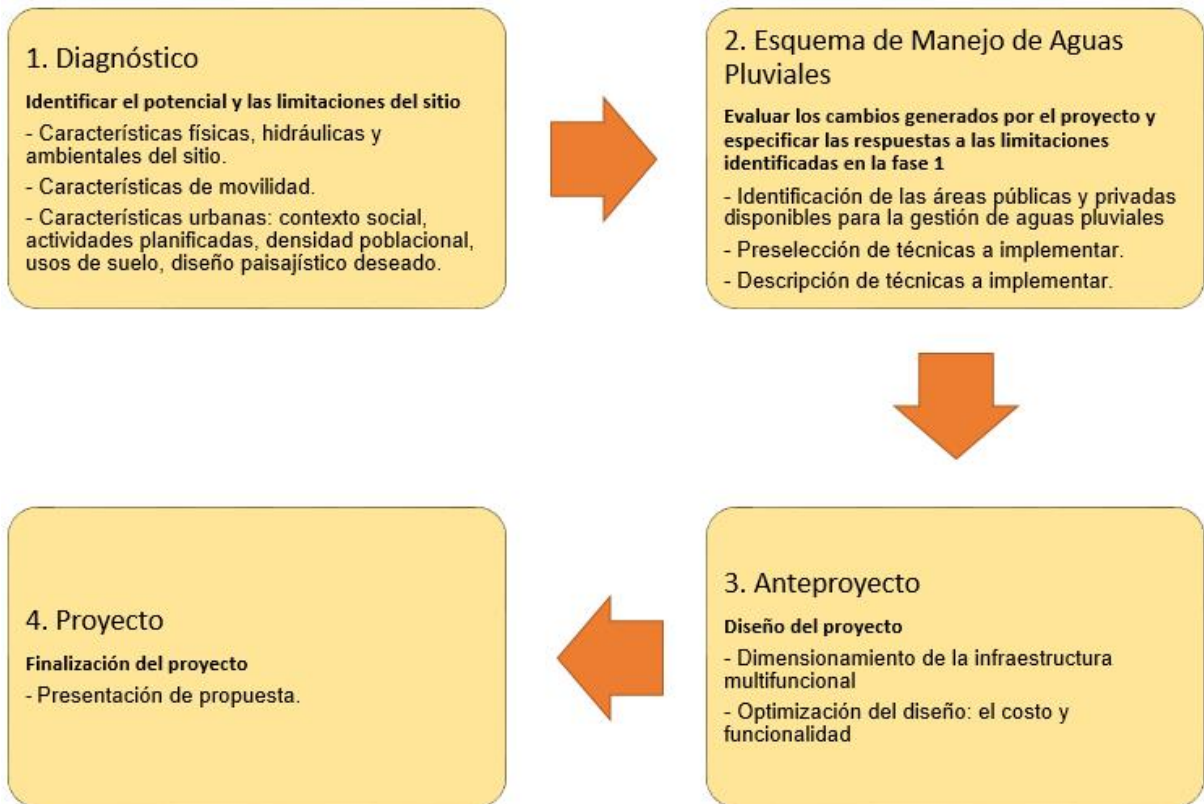 1. Diagnóstico
Identificar el potencial y las limitaciones del sitio
- Características físicas, hidráulicas y
ambientales del sitio.
- Características de movilidad.
- Características urbanas: contexto social,
actividades planificadas, densidad poblacional,
usos de suelo, diseño paisajístico deseado.
2. Esquema de Manejo de Aguas
Pluviales
Evaluar los cambios generados por el proyecto y
especificar las respuestas a las limitaciones
identificadas en la fase 1
- Identificación de las áreas públicas y privadas
disponibles para la gestión de aguas pluviales
- Preselección de técnicas a implementar.
- Descripción de técnicas a implementar.
3. Anteproyecto
Diseño del proyecto
- Dimensionamiento de la infraestructura
multifuncional
- Optimización del diseño: el costo y
funcionalidad
4. Proyecto
Finalización del proyecto
- Presentación de propuesta.